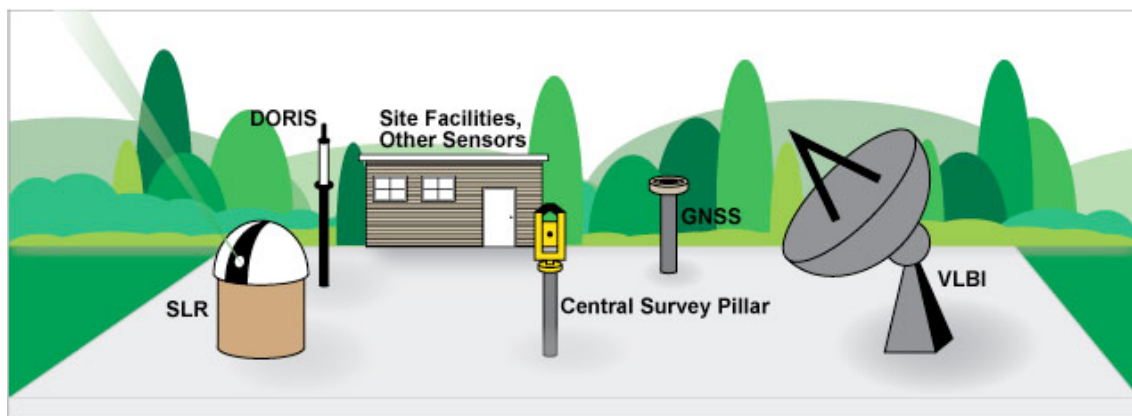 DORIS
Site Facilities,
Other Sensors
GNSS
SLR
Central Survey Pillar
VLBI